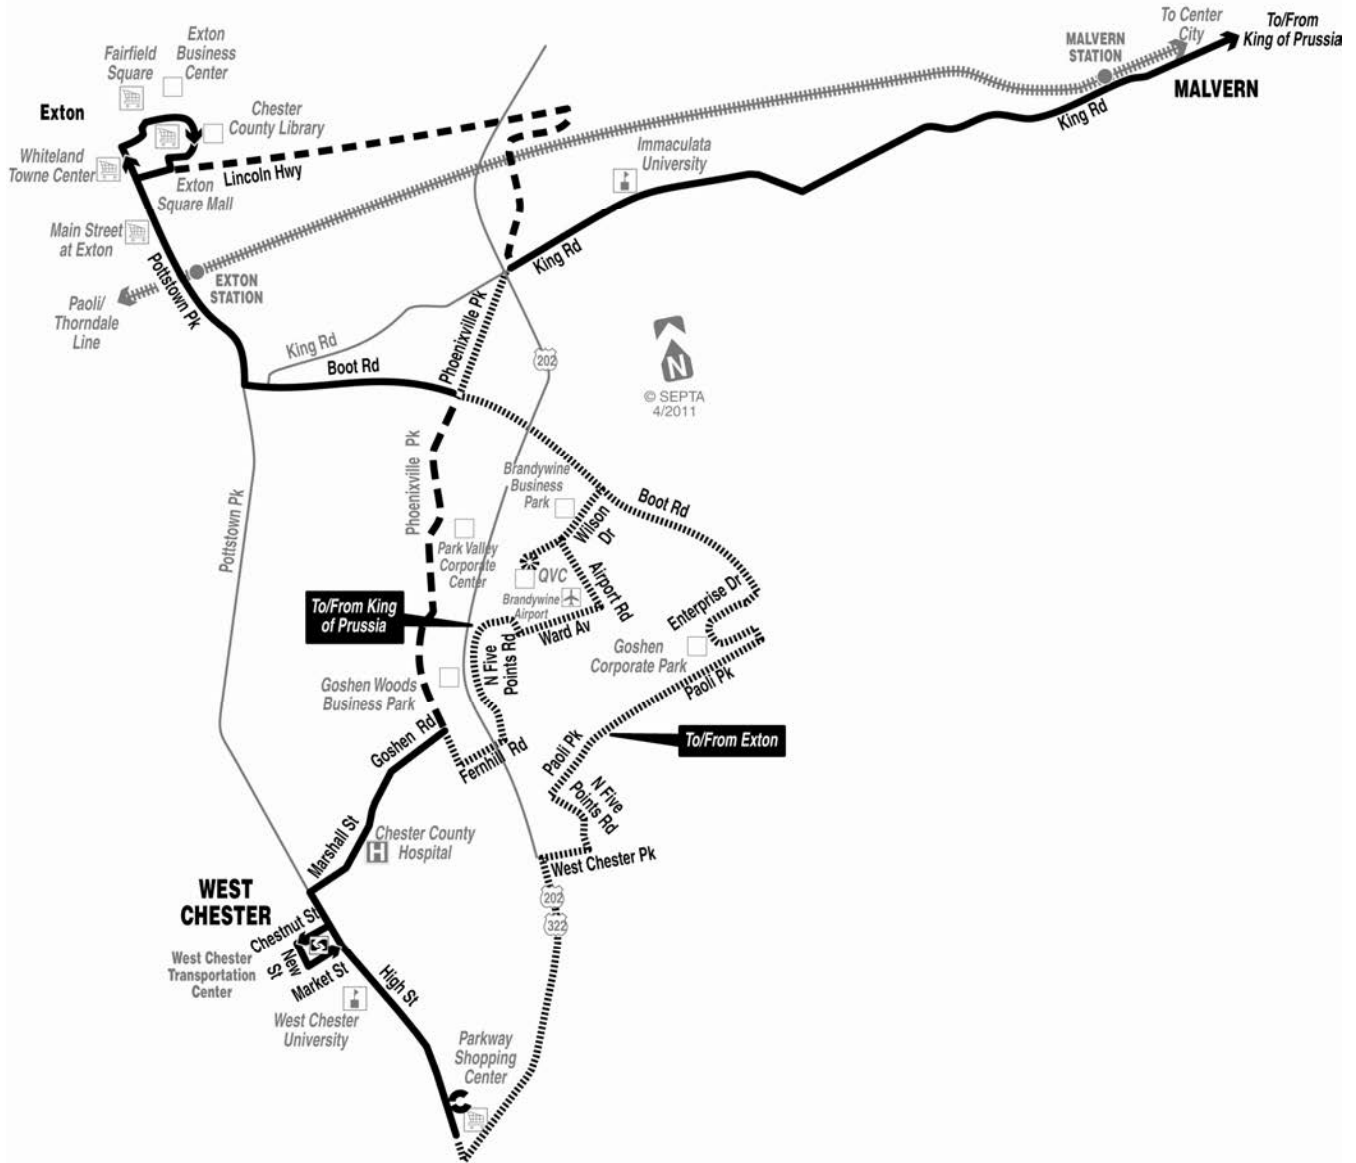 To Center
City
To/From
King of Prussia
MALVERN
STATION
MALVERN
King Rd
Exton
Business
Center
Fairfield
Square
Exton
Chester
County Library
Whiteland
Towne Center
Lincoln Hwy
Exton
Square Mall
Immaculata
University
Main Street
at Exton
Pottstown Pk
EXTON
STATION
King Rd
Paoli/
Thorndale
Line
King Rd
Boot Rd
Phoenixville Pk
202
N
© SEPTA
4/2011
Phoenixville Pk
Brandywine
Business
Park
Boot Rd
Wilson
Dr
Pottstown Pk
Park Valley
Corporate
Center
QVC
Brandywine
Airport
Airport Rd
Enterprise Dr
To/From King
of Prussia
Ward Av
N Five
Points Rd
Goshen
Corporate Park
Paoli Pk
Goshen Woods
Business Park
Goshen Rd
Fernhill Rd
To/From Exton
Paoli Pk
N Five
Points Rd
Marshall St
H
Chester County
Hospital
West Chester Pk
202
322
WEST
CHESTER
Chestnut St
New
St
Market St
West Chester
Transportation
Center
High St
West Chester
University
Parkway
Shopping
Center